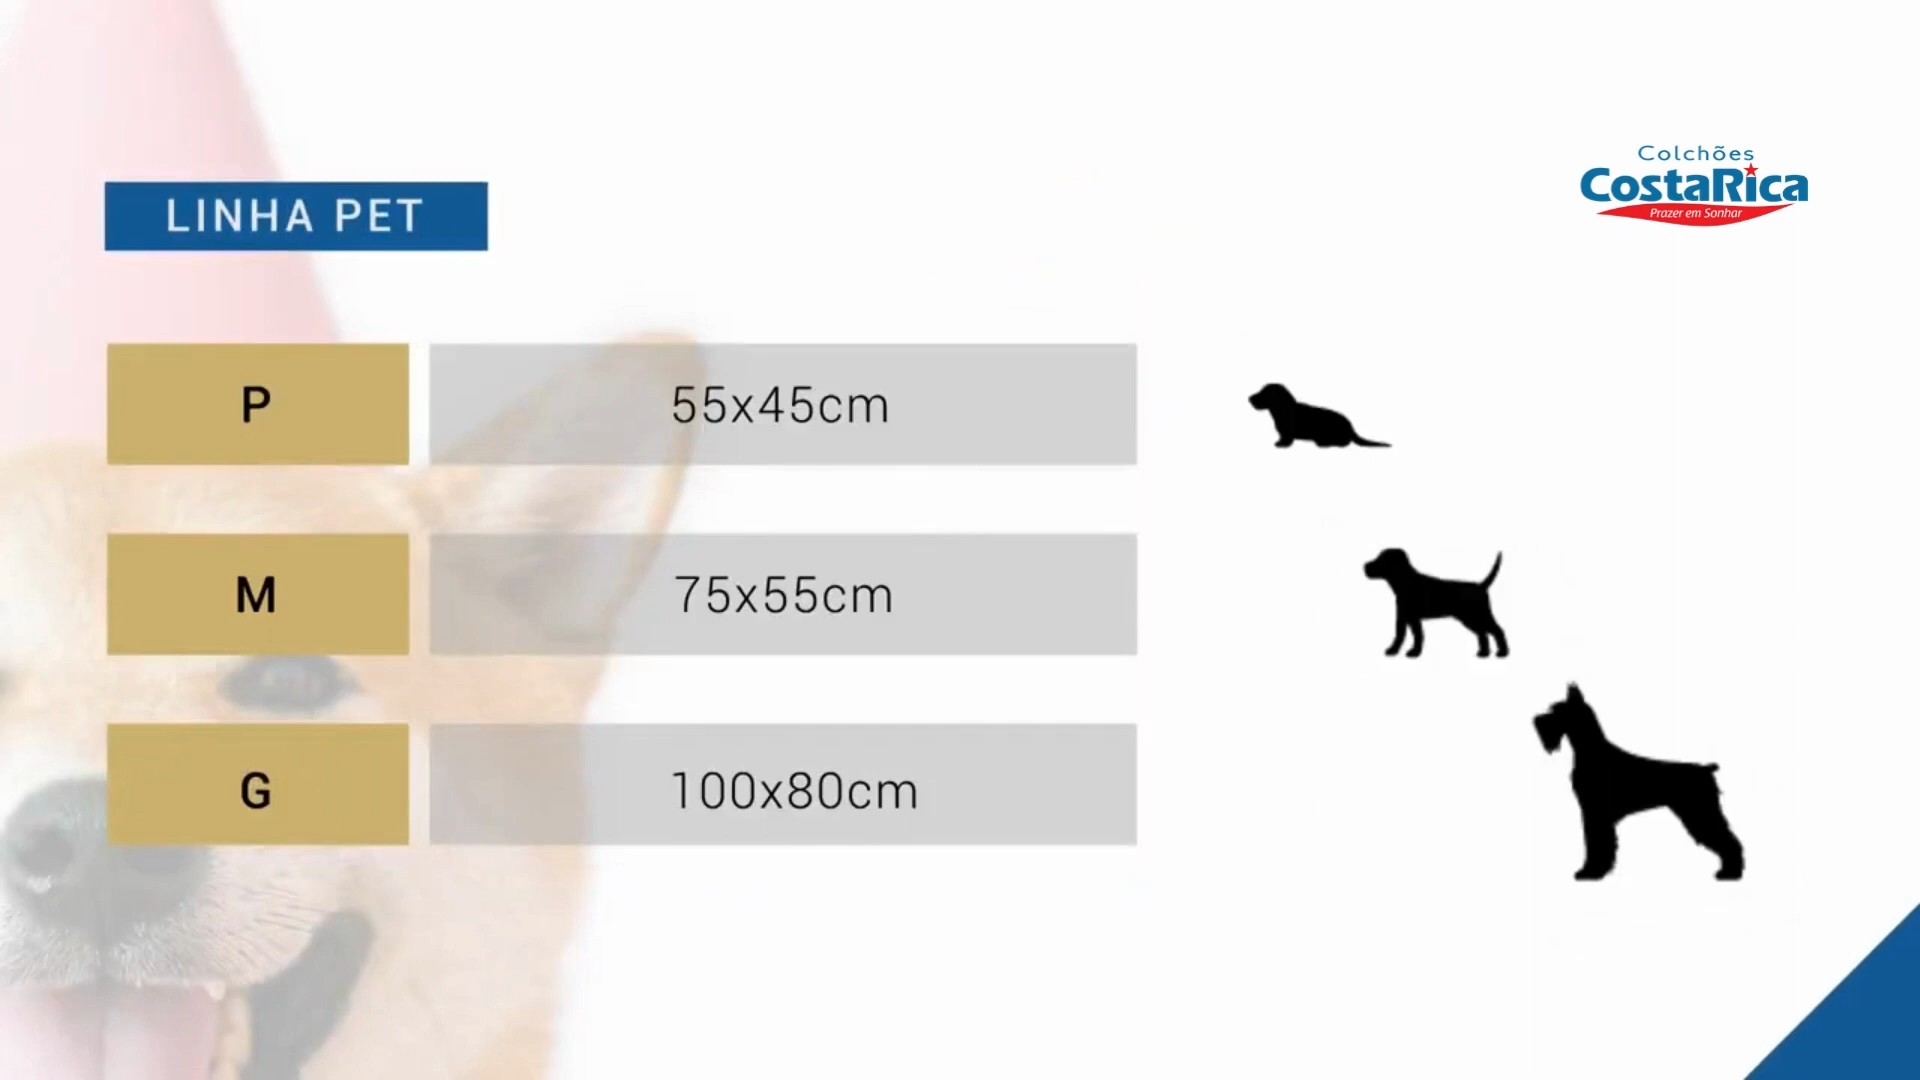 Colchões
CostaRica
Prazer em Sonhar
LINHA PET
P 55x45cm
M 75x55cm
G 100x80cm